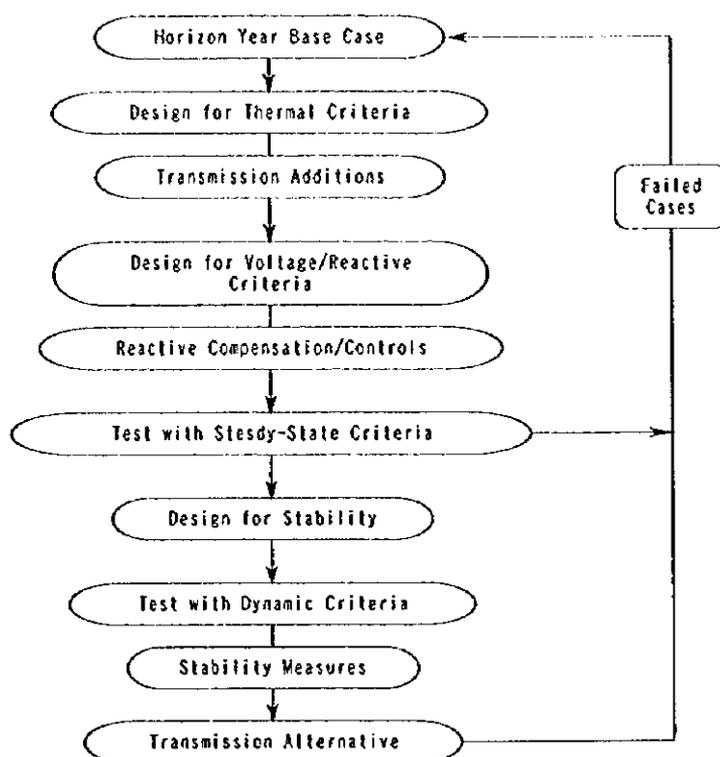 Horizon Year Base Case
Design for Thermal Criteria
Transmission Additions
Failed
Cases
Design for Voltage/Reactive
Criteria
Reactive Compensation/Controls
Test with Stesdy-State Criteria
Design for Stability
Test with Dynamic Criteria
Stability Measures
Transmission Alternative